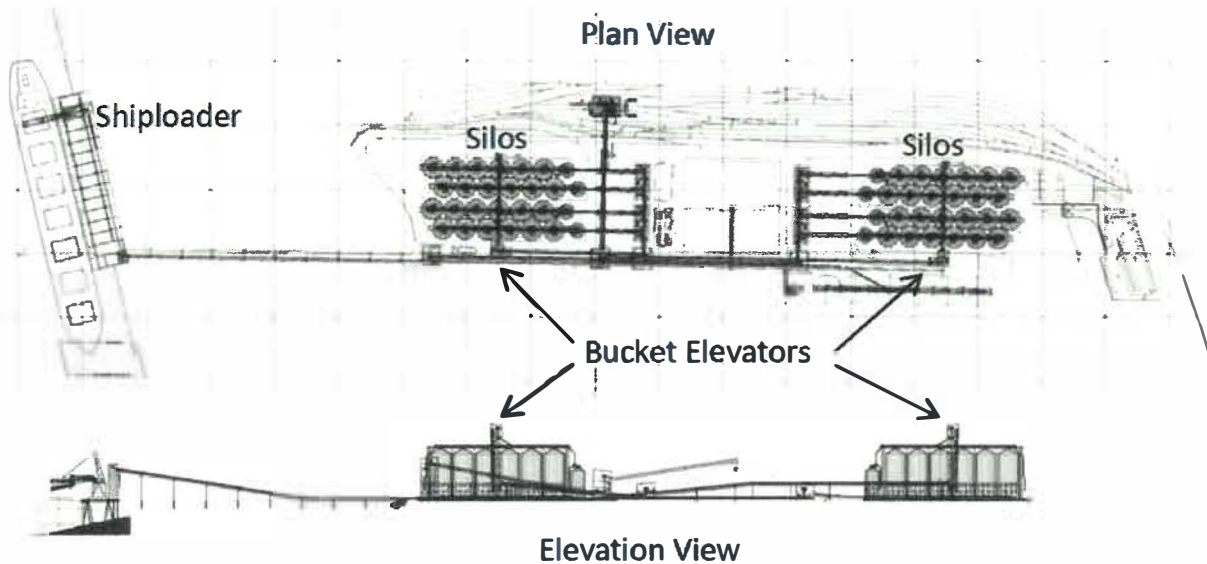 Plan View
Shiploader
Silos
Silos
Bucket Elevators
Elevation View